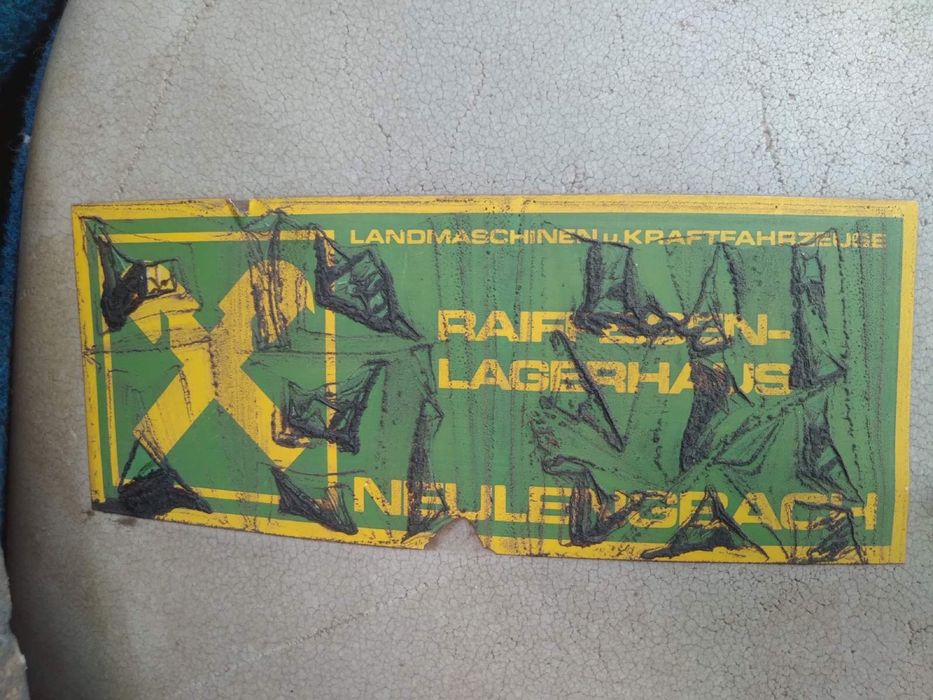 LANDMASCHINEN u. KRAFTFAHRZEUGE
RAIFFEISEN-
LAGERHAUS
NEULENGBACH